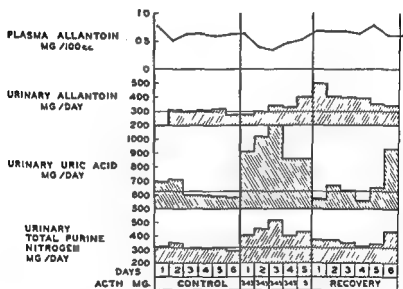 PLASMA ALLANTOIN
MG/100cc
1.0
0.5
0
URINARY ALLANTOIN
MG/DAY
500
400
300
200
URINARY URIC ACID
MG/DAY
1000
900
800
700
600
500
URINARY
TOTAL PURINE
NITROGEN
MG/DAY
500
400
300
200
DAYS 1 2 3 4 5 6 1 2 3 4 5 1 2 3 4 5 6
ACTH MG. CONTROL RECOVERY